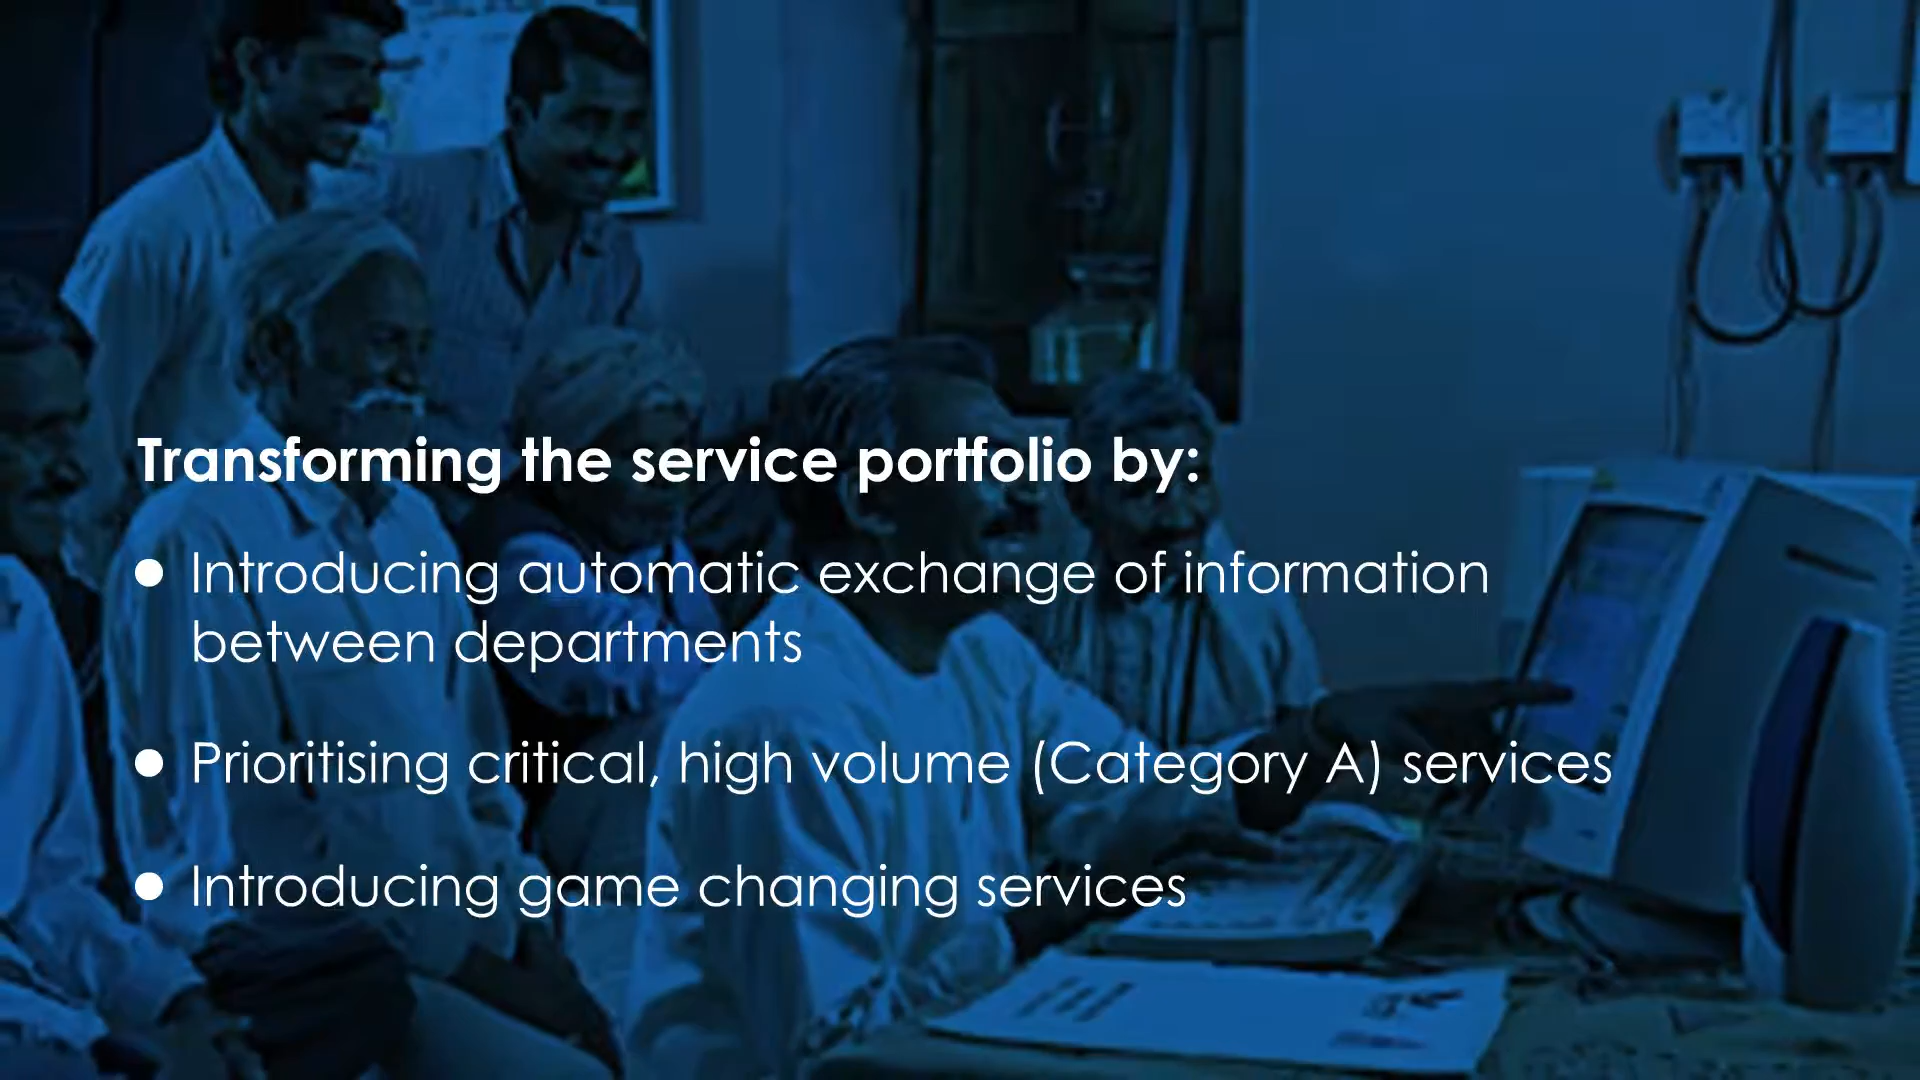 Transforming the service portfolio by:
● Introducing automatic exchange of information
between departments
● Prioritising critical, high volume (Category A) services
● Introducing game changing services